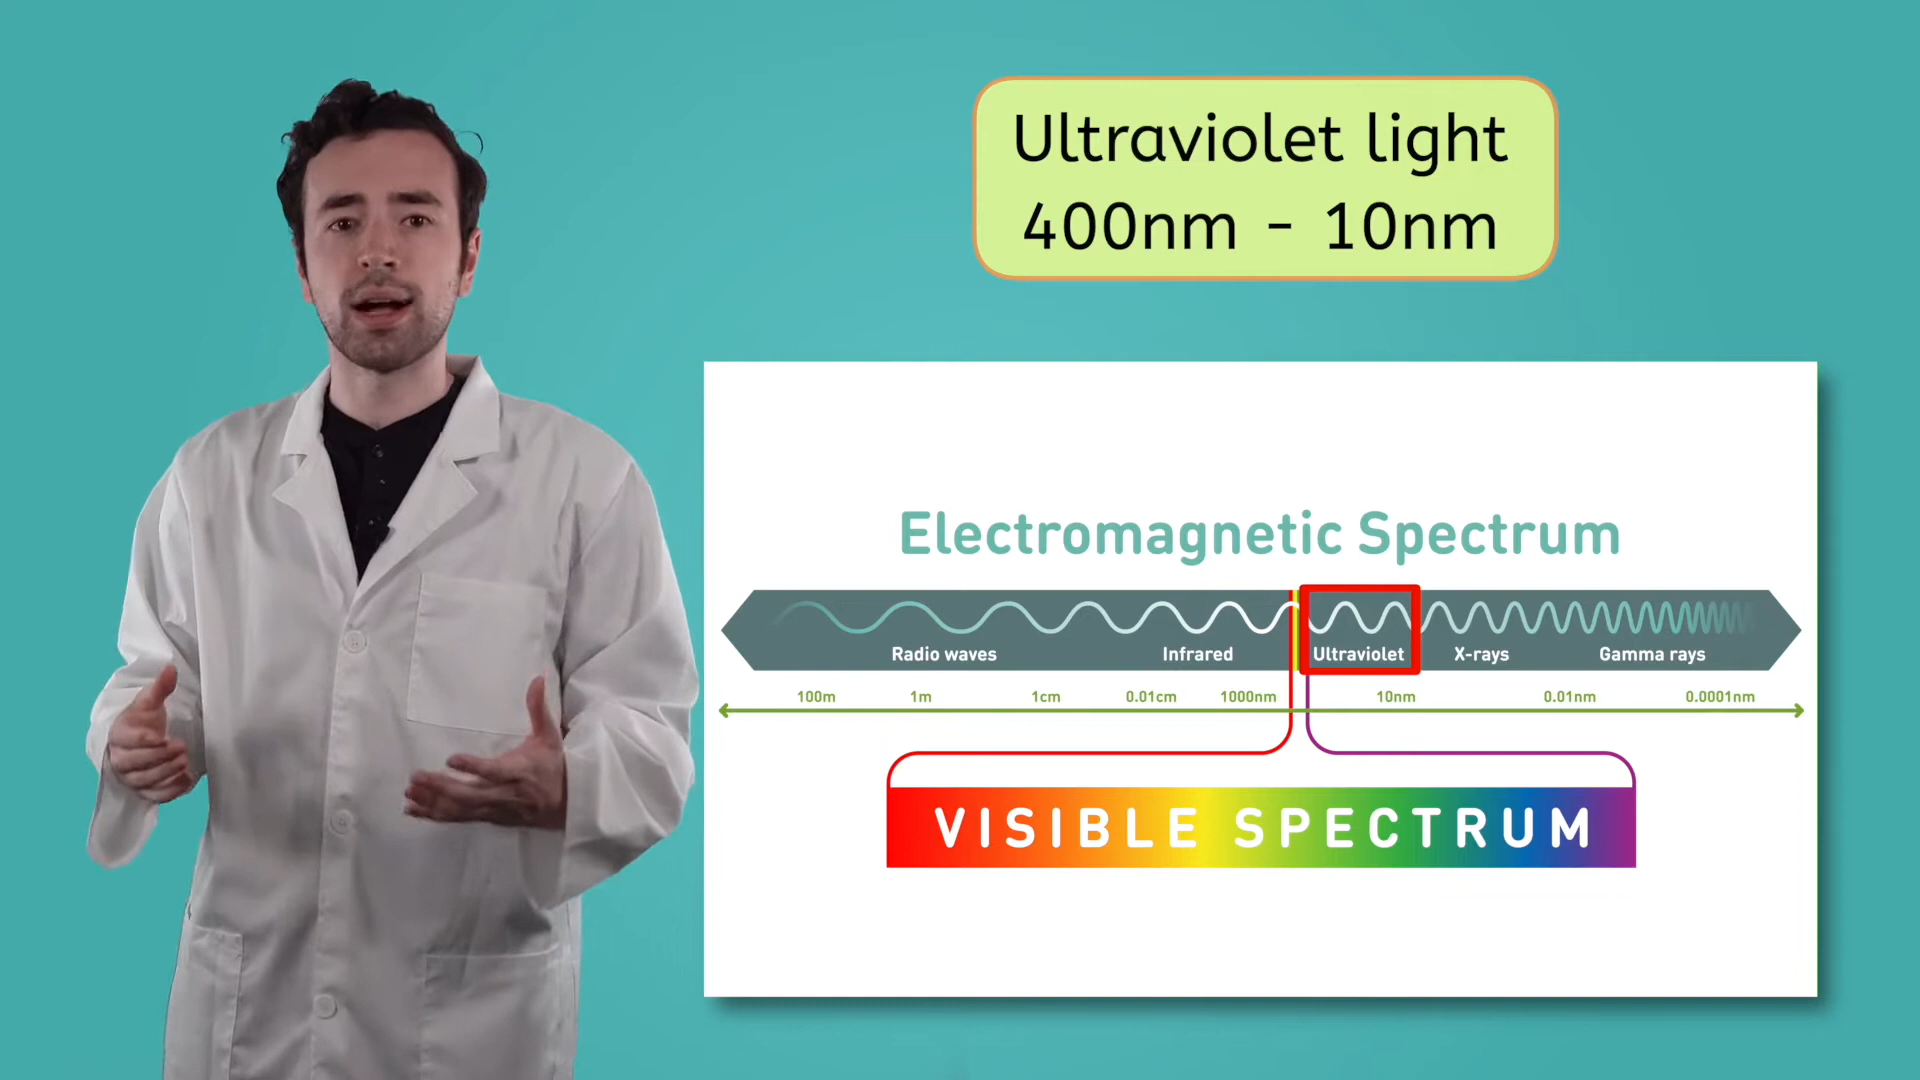 Ultraviolet light
400nm - 10nm
Electromagnetic Spectrum
Radio waves Infrared Ultraviolet X-rays Gamma rays
100m 1m 1cm 0.01cm 1000nm 10nm 0.01nm 0.0001nm
VISIBLE SPECTRUM